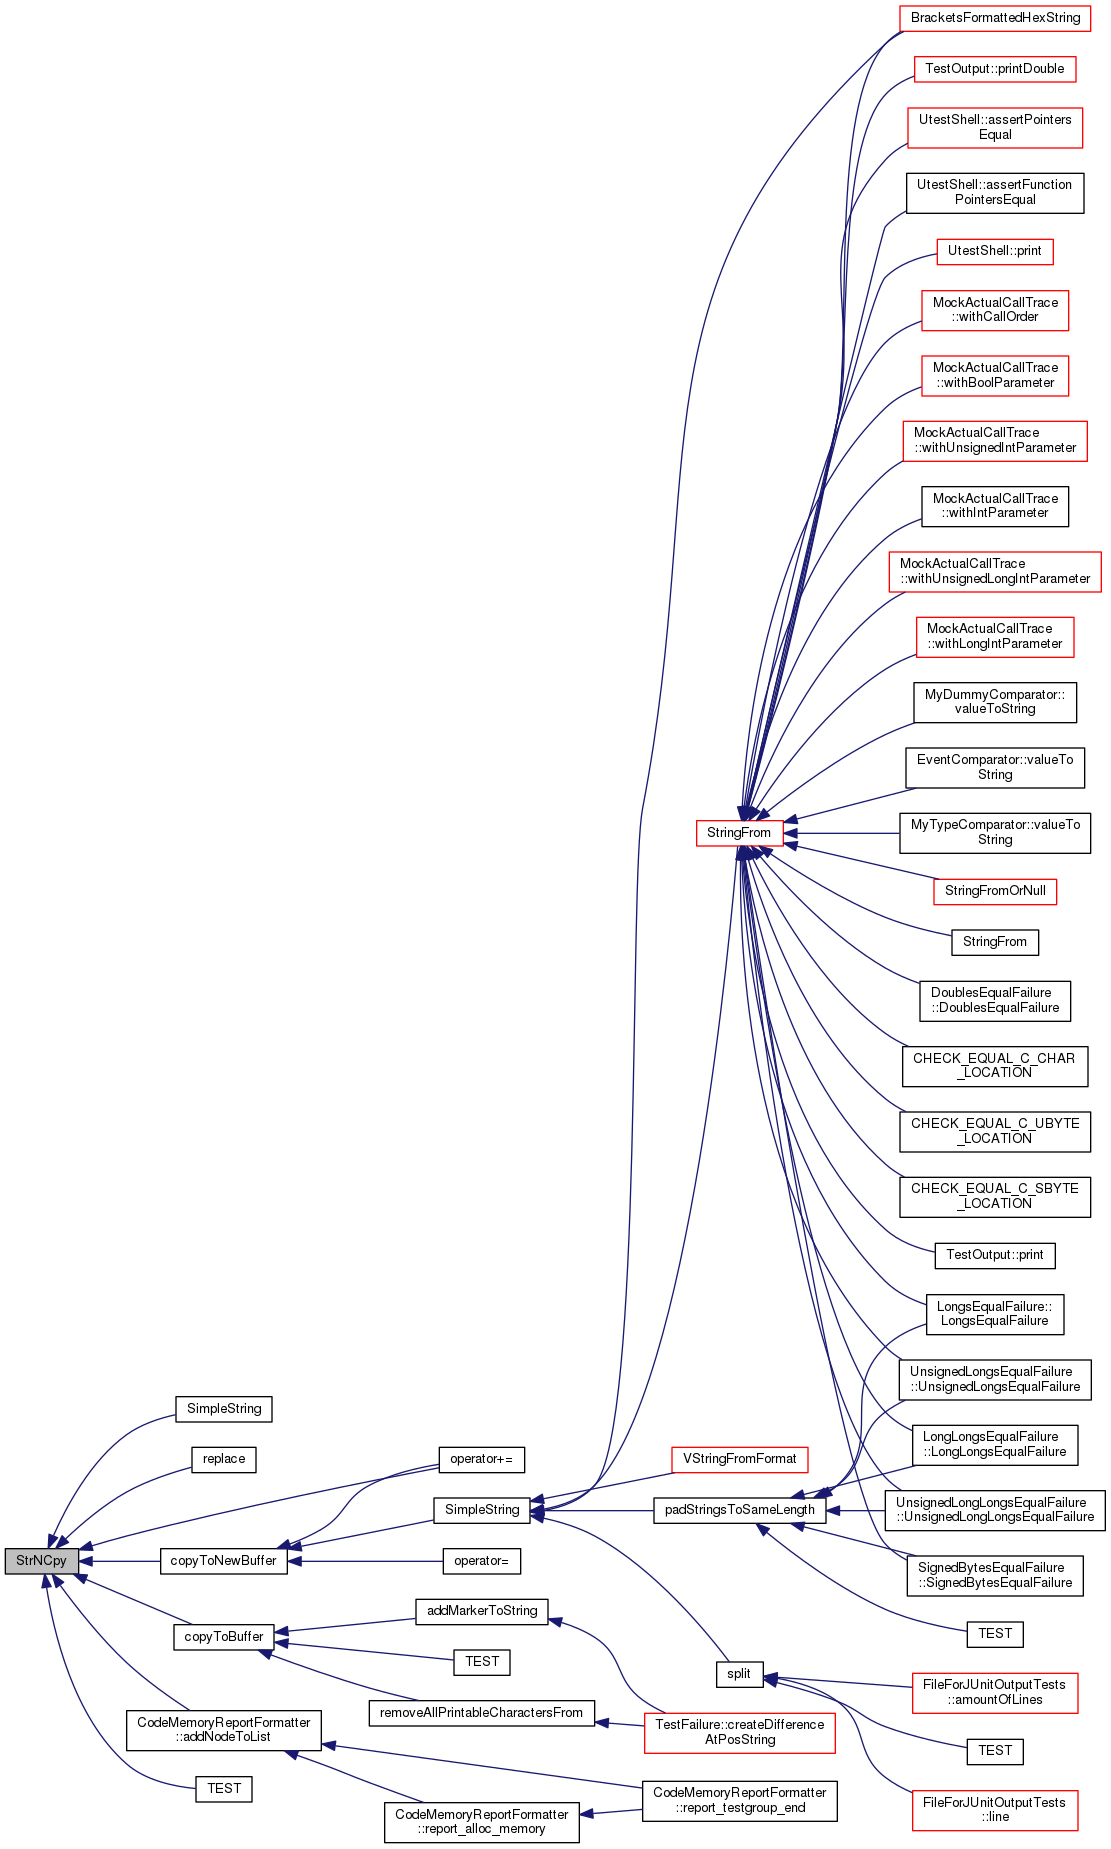 BracketsFormattedHexString
TestOutput::printDouble
UtestShell::assertPointers
Equal
UtestShell::assertFunction
PointersEqual
UtestShell::print
MockActualCallTrace
::withCallOrder
MockActualCallTrace
::withBoolParameter
MockActualCallTrace
::withUnsignedIntParameter
MockActualCallTrace
::withIntParameter
MockActualCallTrace
::withUnsignedLongIntParameter
MockActualCallTrace
::withLongIntParameter
MyDummyComparator::
valueToString
EventComparator::valueTo
String
StringFrom
MyTypeComparator::valueTo
String
StringFromOrNull
StringFrom
DoublesEqualFailure
::DoublesEqualFailure
CHECK_EQUAL_C_CHAR
_LOCATION
CHECK_EQUAL_C_UBYTE
_LOCATION
CHECK_EQUAL_C_SBYTE
_LOCATION
TestOutput::print
LongsEqualFailure::
LongsEqualFailure
UnsignedLongsEqualFailure
::UnsignedLongsEqualFailure
SimpleString
LongLongsEqualFailure
::LongLongsEqualFailure
replace
operator+=
VStringFromFormat
SimpleString
padStringsToSameLength
UnsignedLongLongsEqualFailure
::UnsignedLongLongsEqualFailure
StrNCpy
copyToNewBuffer
operator=
SignedBytesEqualFailure
::SignedBytesEqualFailure
addMarkerToString
copyToBuffer
TEST
TEST
split
FileForJUnitOutputTests
::amountOfLines
removeAllPrintableCharactersFrom
CodeMemoryReportFormatter
::addNodeToList
TestFailure::createDifference
AtPosString
TEST
TEST
CodeMemoryReportFormatter
::report_testgroup_end
CodeMemoryReportFormatter
::report_alloc_memory
FileForJUnitOutputTests
::line